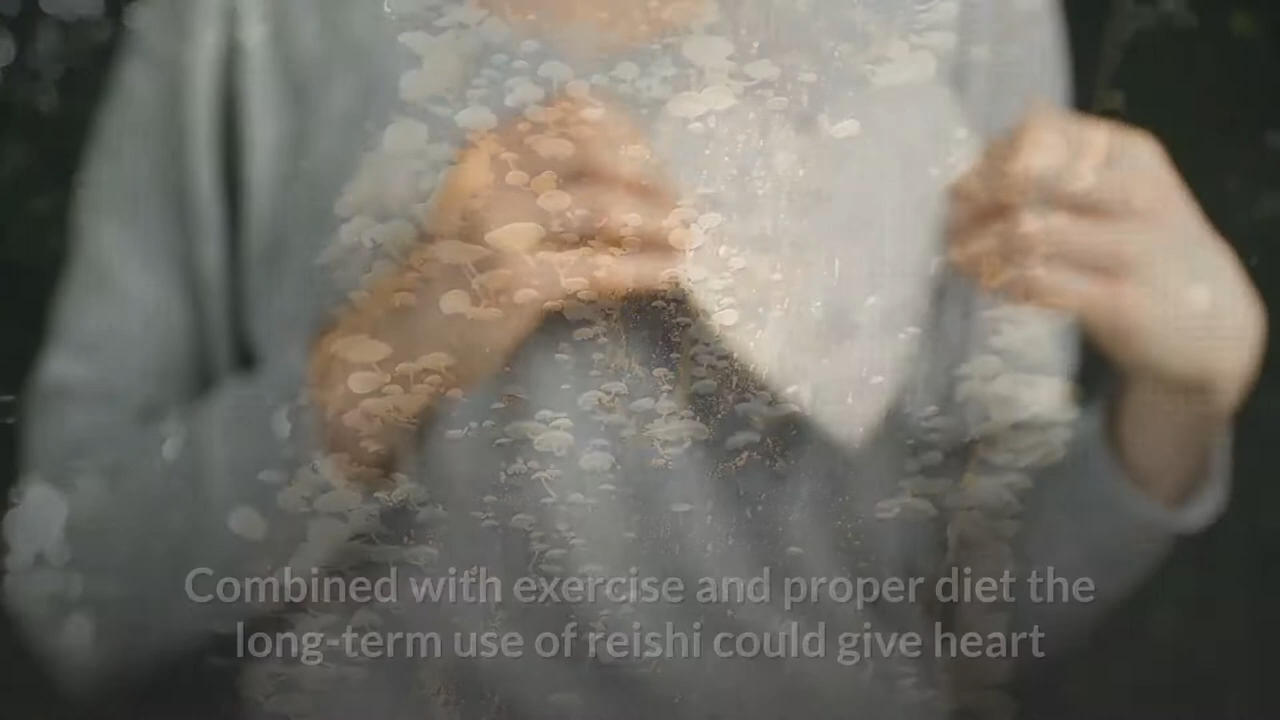 Combined with exercise and proper diet the
long-term use of reishi could give heart